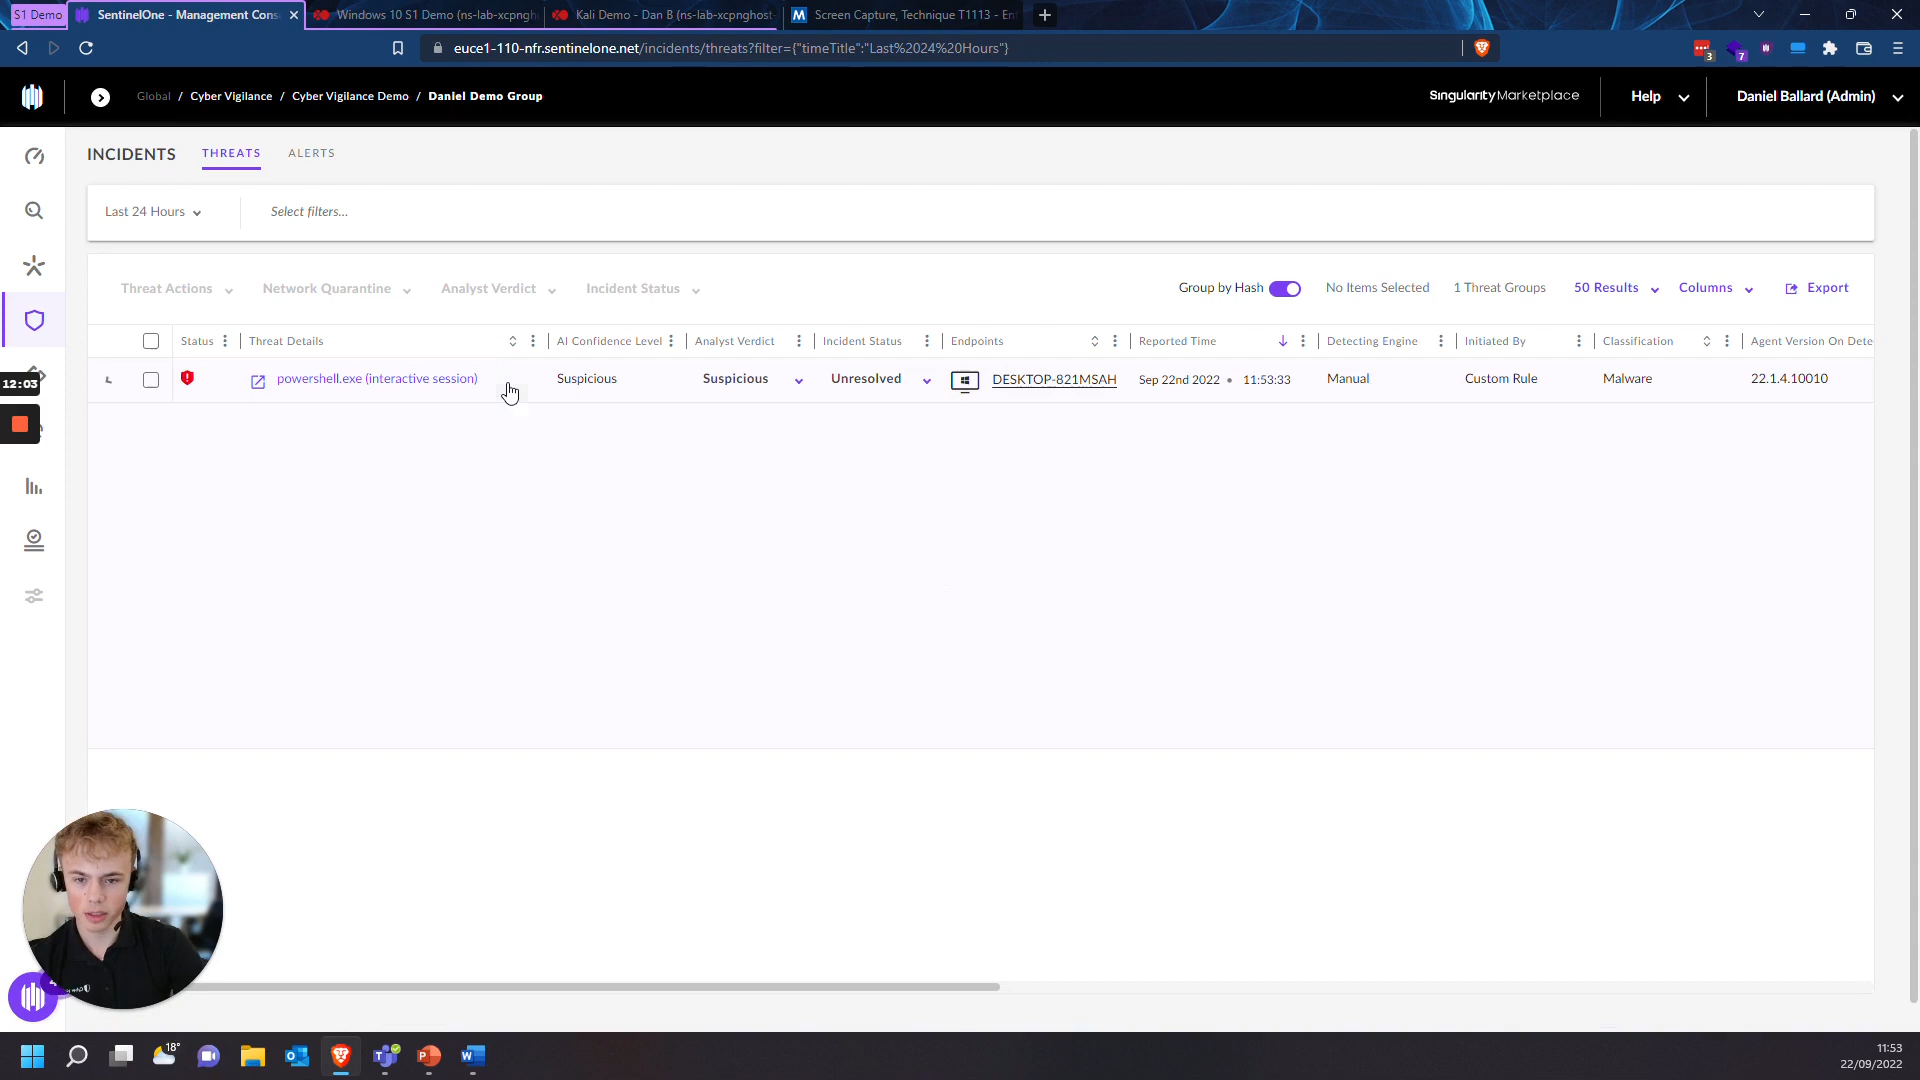 S1 Demo
SentinelOne - Management Cons
Windows 10 S1 Demo (ns-lab-xcpngh
Kali Demo - Dan B (ns-lab-xcpnghost
Screen Capture, Technique T1113 - Ent
euce1-110-nfr.sentinelone.net/incidents/threats?filter={"timeTitle":"Last%2024%20Hours"}
3
7
Global / Cyber Vigilance / Cyber Vigilance Demo / Daniel Demo Group
Singularity Marketplace
Help
Daniel Ballard (Admin)
INCIDENTS
THREATS
ALERTS
Last 24 Hours
Select filters...
Threat Actions
Network Quarantine
Analyst Verdict
Incident Status
Group by Hash
No Items Selected
1 Threat Groups
50 Results
Columns
Export
Status
Threat Details
AI Confidence Level
Analyst Verdict
Incident Status
Endpoints
Reported Time
Detecting Engine
Initiated By
Classification
Agent Version On Dete
powershell.exe (interactive session)
Suspicious
Suspicious
Unresolved
DESKTOP-821MSAH
Sep 22nd 2022 • 11:53:33
Manual
Custom Rule
Malware
22.1.4.10010
12:03
18°
11:53
22/09/2022